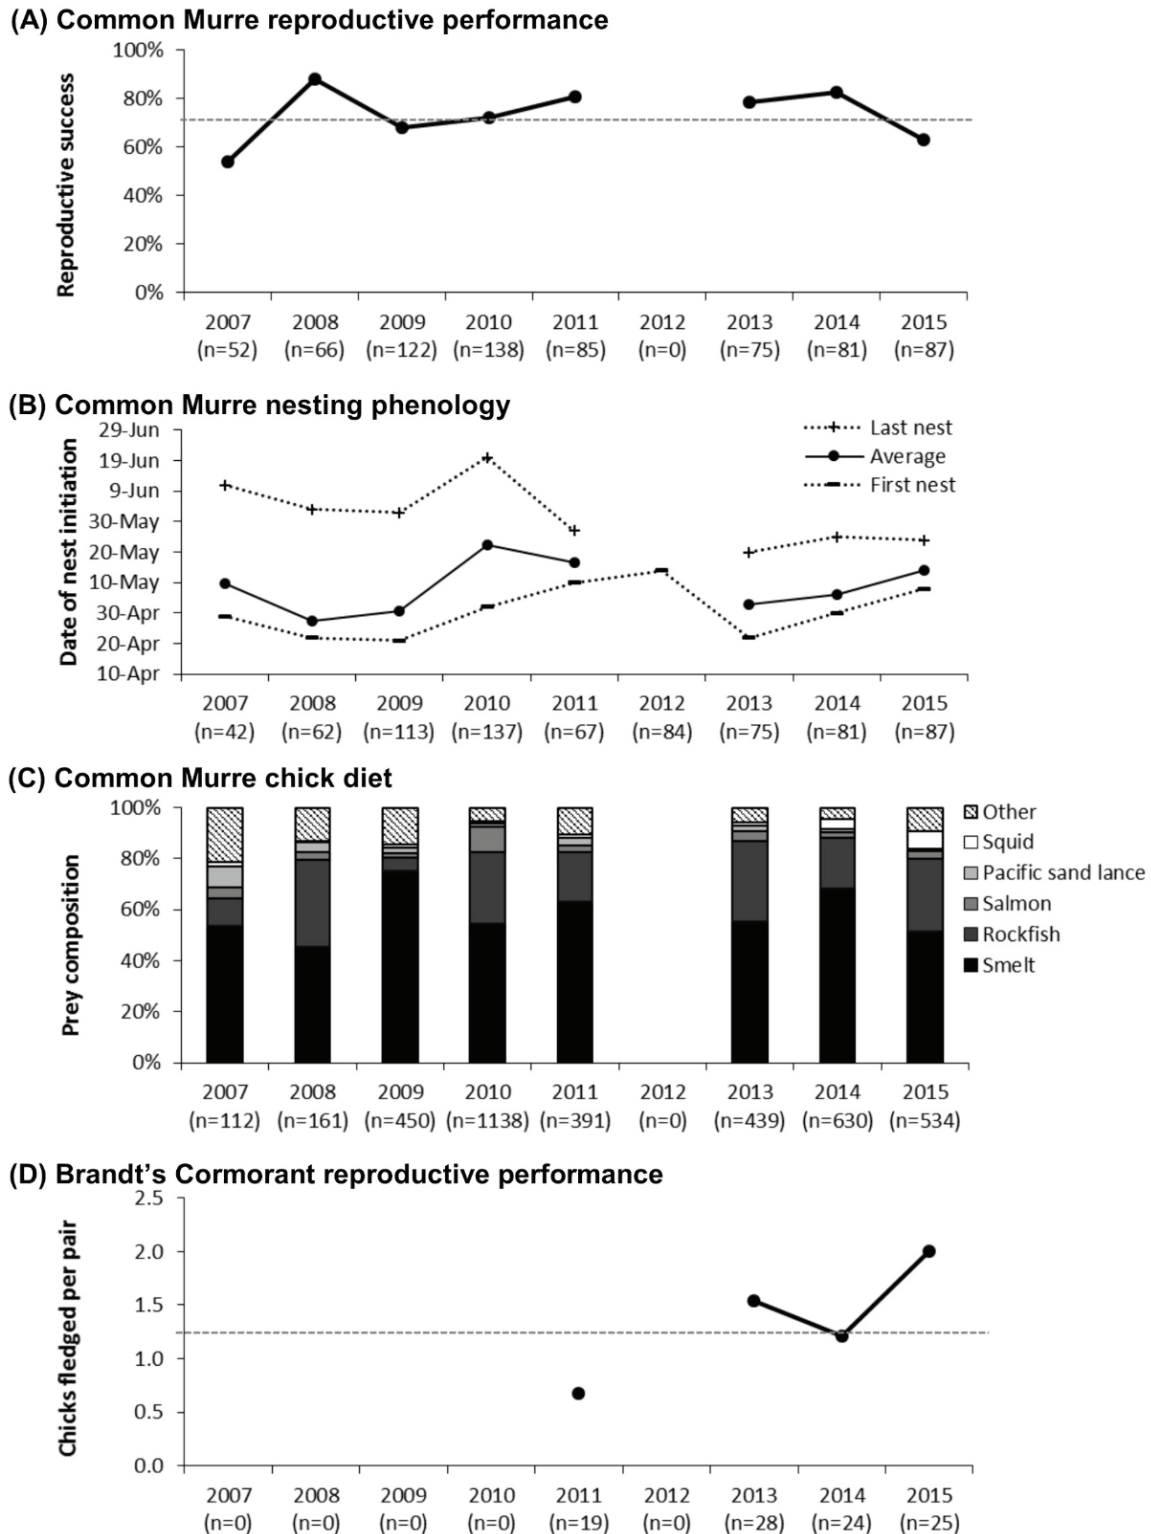 (A) Common Murre reproductive performance
Reproductive success
100%
80%
60%
40%
20%
0%
2007 2008 2009 2010 2011 2012 2013 2014 2015
(n=52) (n=66) (n=122) (n=138) (n=85) (n=0) (n=75) (n=81) (n=87)
(B) Common Murre nesting phenology
Date of nest initiation
29-Jun
19-Jun
9-Jun
30-May
20-May
10-May
30-Apr
20-Apr
10-Apr
Last nest
Average
First nest
2007 2008 2009 2010 2011 2012 2013 2014 2015
(n=42) (n=62) (n=113) (n=137) (n=67) (n=84) (n=75) (n=81) (n=87)
(C) Common Murre chick diet
Prey composition
100%
80%
60%
40%
20%
0%
Other
Squid
Pacific sand lance
Salmon
Rockfish
Smelt
2007 2008 2009 2010 2011 2012 2013 2014 2015
(n=112) (n=161) (n=450) (n=1138) (n=391) (n=0) (n=439) (n=630) (n=534)
(D) Brandt’s Cormorant reproductive performance
Chicks fledged per pair
2.5
2.0
1.5
1.0
0.5
0.0
2007 2008 2009 2010 2011 2012 2013 2014 2015
(n=0) (n=0) (n=0) (n=0) (n=19) (n=0) (n=28) (n=24) (n=25)